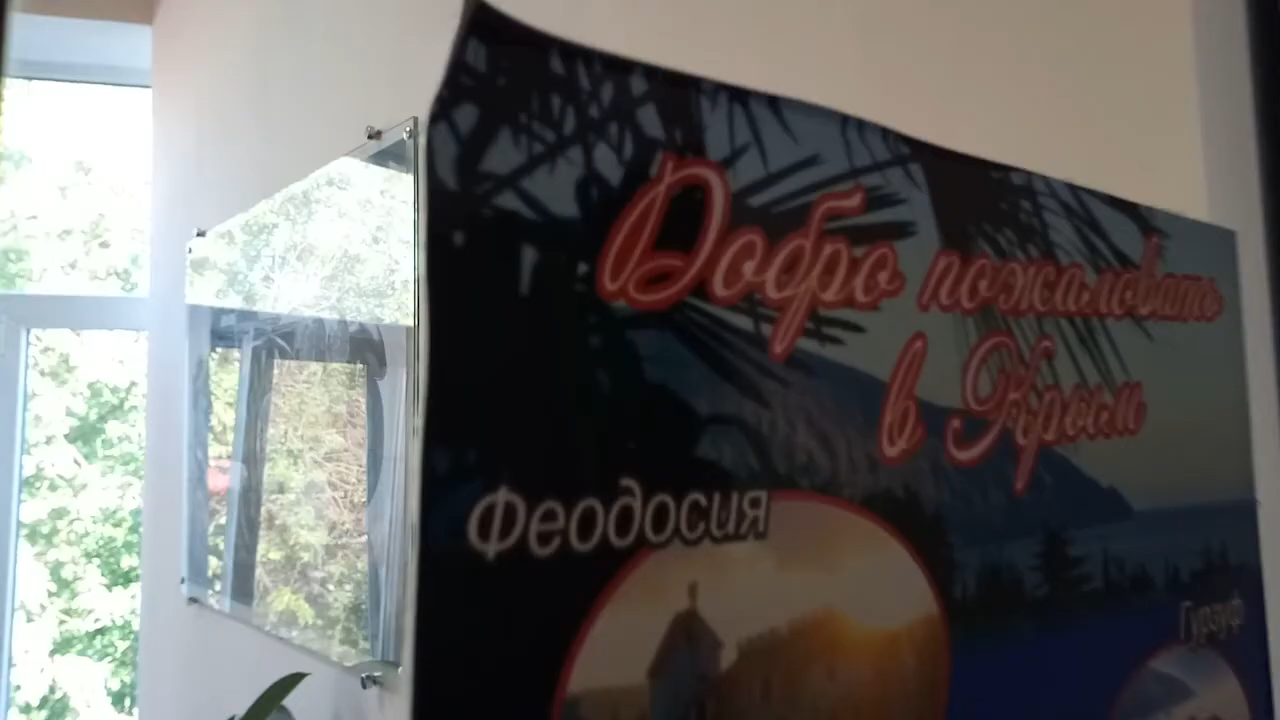 Добро пожаловать
в Крым
Феодосия
Гурзуф